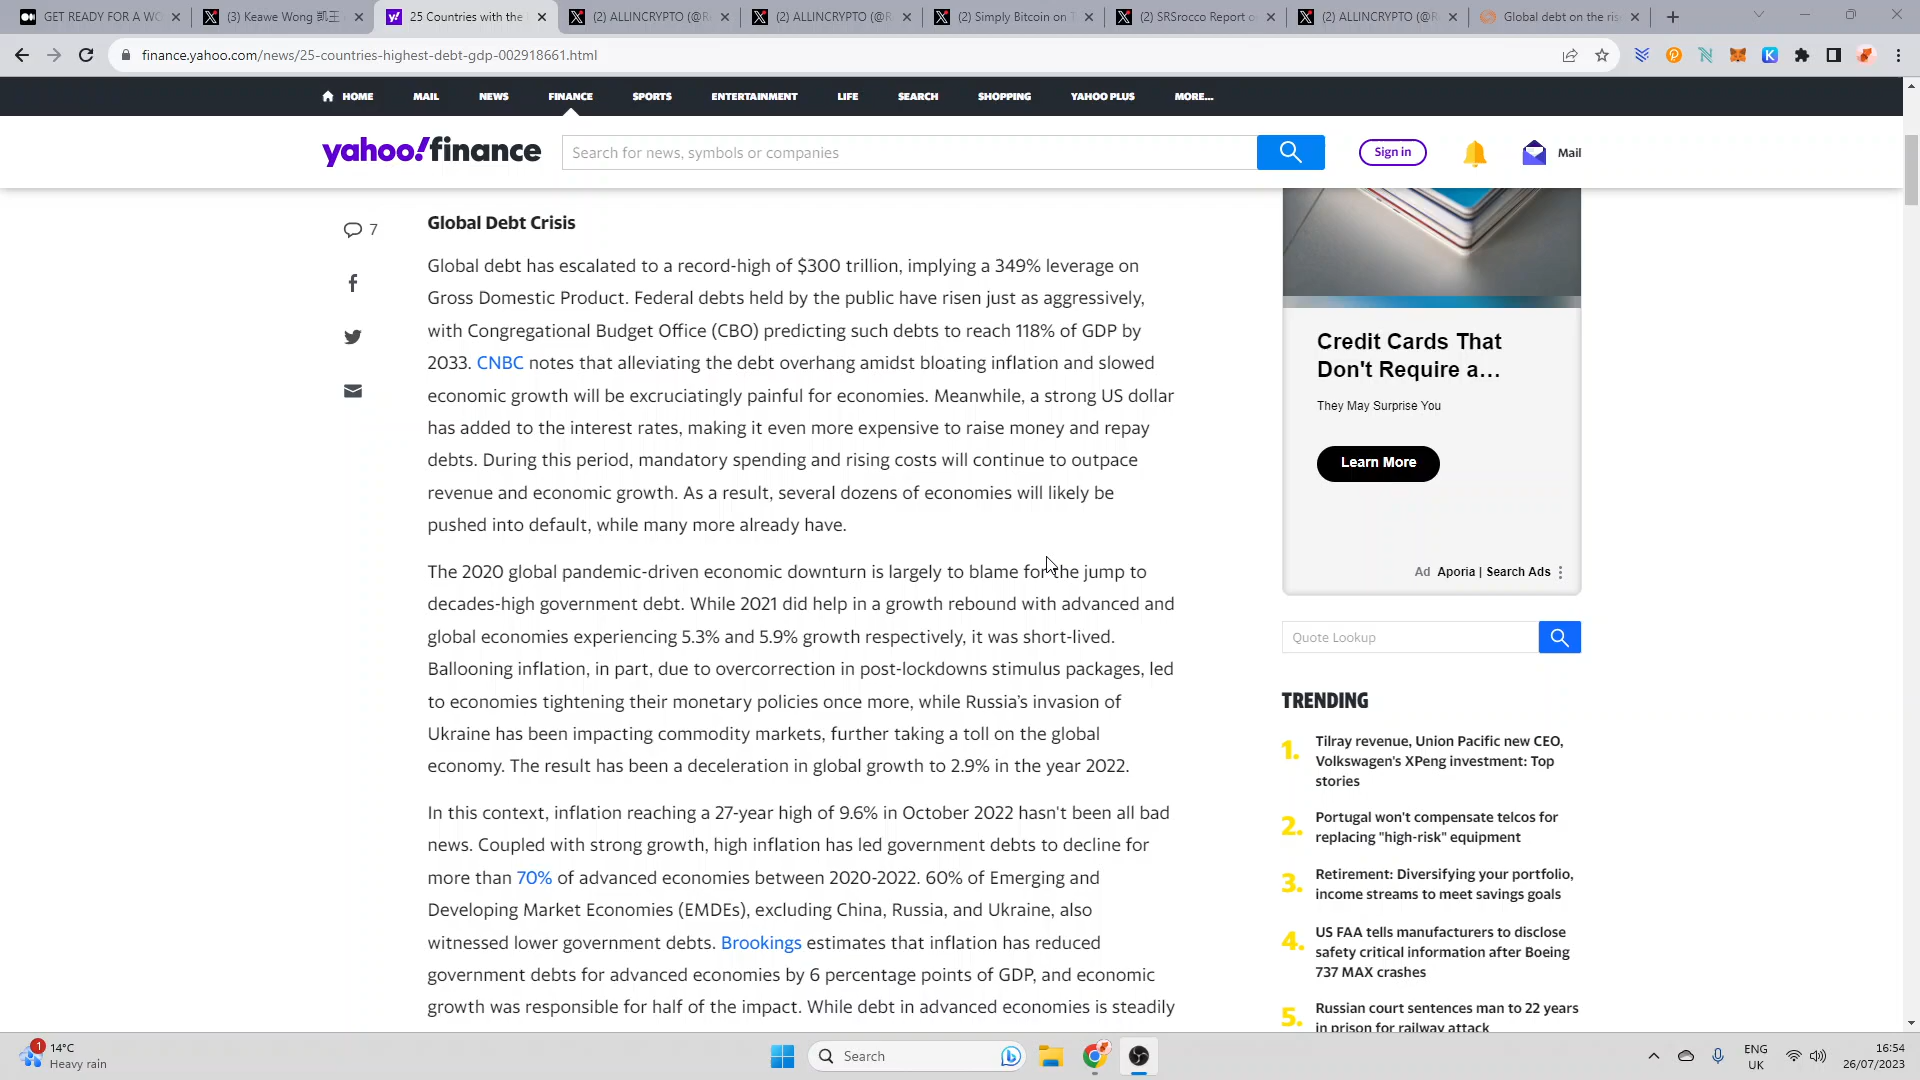 GET READY FOR A WO
(3) Keawe Wong 凯王
25 Countries with the
(2) ALLINCRYPTO (@R
(2) ALLINCRYPTO (@R
(2) Simply Bitcoin on T
(2) SRSrocco Report o
(2) ALLINCRYPTO (@R
Global debt on the ris
finance.yahoo.com/news/25-countries-highest-debt-gdp-002918661.html
HOME MAIL NEWS FINANCE SPORTS ENTERTAINMENT LIFE SEARCH SHOPPING YAHOO PLUS MORE...
yahoo!finance
Search for news, symbols or companies
Sign in
Mail
7
Global Debt Crisis
Global debt has escalated to a record-high of $300 trillion, implying a 349% leverage on
Gross Domestic Product. Federal debts held by the public have risen just as aggressively,
with Congregational Budget Office (CBO) predicting such debts to reach 118% of GDP by
2033. CNBC notes that alleviating the debt overhang amidst bloating inflation and slowed
economic growth will be excruciatingly painful for economies. Meanwhile, a strong US dollar
has added to the interest rates, making it even more expensive to raise money and repay
debts. During this period, mandatory spending and rising costs will continue to outpace
revenue and economic growth. As a result, several dozens of economies will likely be
pushed into default, while many more already have.
The 2020 global pandemic-driven economic downturn is largely to blame for the jump to
decades-high government debt. While 2021 did help in a growth rebound with advanced and
global economies experiencing 5.3% and 5.9% growth respectively, it was short-lived.
Ballooning inflation, in part, due to overcorrection in post-lockdowns stimulus packages, led
to economies tightening their monetary policies once more, while Russia's invasion of
Ukraine has been impacting commodity markets, further taking a toll on the global
economy. The result has been a deceleration in global growth to 2.9% in the year 2022.
In this context, inflation reaching a 27-year high of 9.6% in October 2022 hasn't been all bad
news. Coupled with strong growth, high inflation has led government debts to decline for
more than 70% of advanced economies between 2020-2022. 60% of Emerging and
Developing Market Economies (EMDEs), excluding China, Russia, and Ukraine, also
witnessed lower government debts. Brookings estimates that inflation has reduced
government debts for advanced economies by 6 percentage points of GDP, and economic
growth was responsible for half of the impact. While debt in advanced economies is steadily
Credit Cards That
Don't Require a...
They May Surprise You
Learn More
Ad Aporia | Search Ads
Quote Lookup
TRENDING
1. Tilray revenue, Union Pacific new CEO,
Volkswagen's XPeng investment: Top
stories
2. Portugal won't compensate telcos for
replacing "high-risk" equipment
3. Retirement: Diversifying your portfolio,
income streams to meet savings goals
4. US FAA tells manufacturers to disclose
safety critical information after Boeing
737 MAX crashes
5. Russian court sentences man to 22 years
in prison for railway attack
1
14°C
Heavy rain
Search
ENG
UK
16:54
26/07/2023